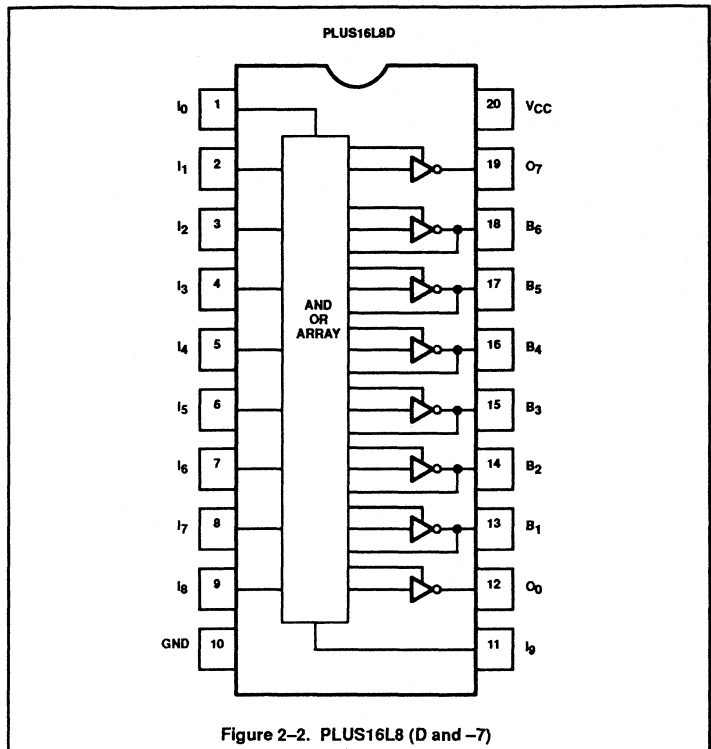 PLUS16L8D
I0 1 20 VCC
I1 2 19 O7
I2 3 18 B6
I3 4 17 B5
AND
OR
ARRAY
I4 5 16 B4
I5 6 15 B3
I6 7 14 B2
I7 8 13 B1
I8 9 12 O0
GND 10 11 I9
Figure 2–2. PLUS16L8 (D and –7)